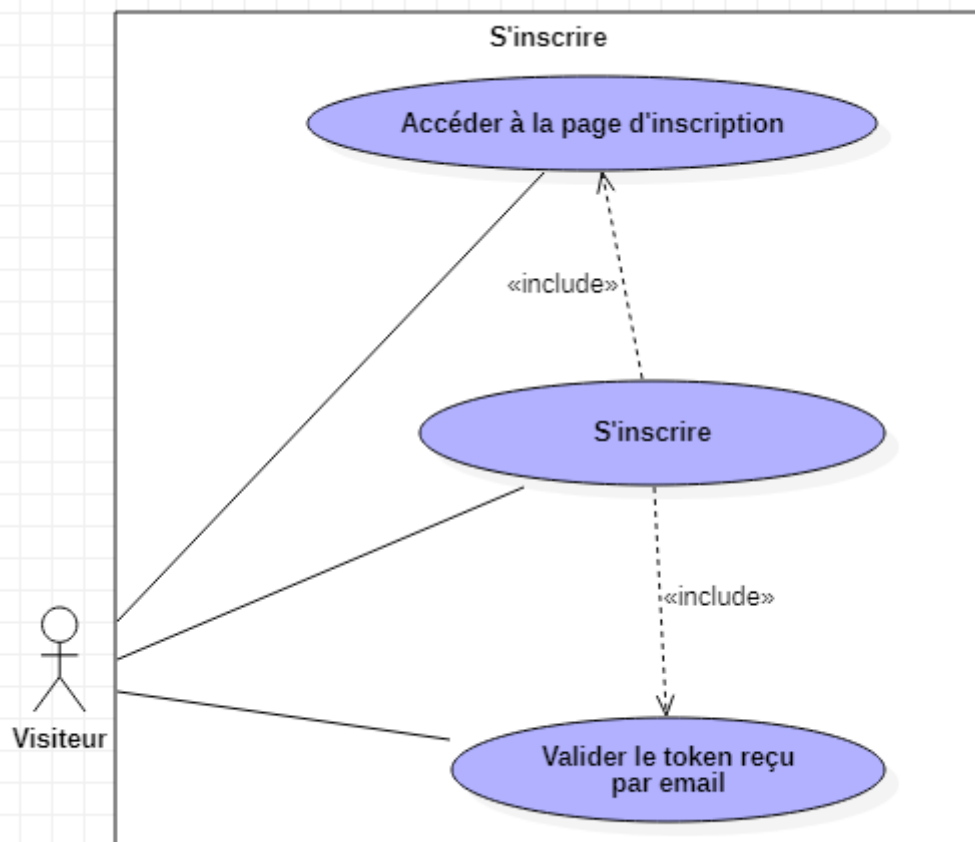 S'inscrire
Accéder à la page d'inscription
«include»
S'inscrire
«include»
Visiteur
Valider le token reçu
par email